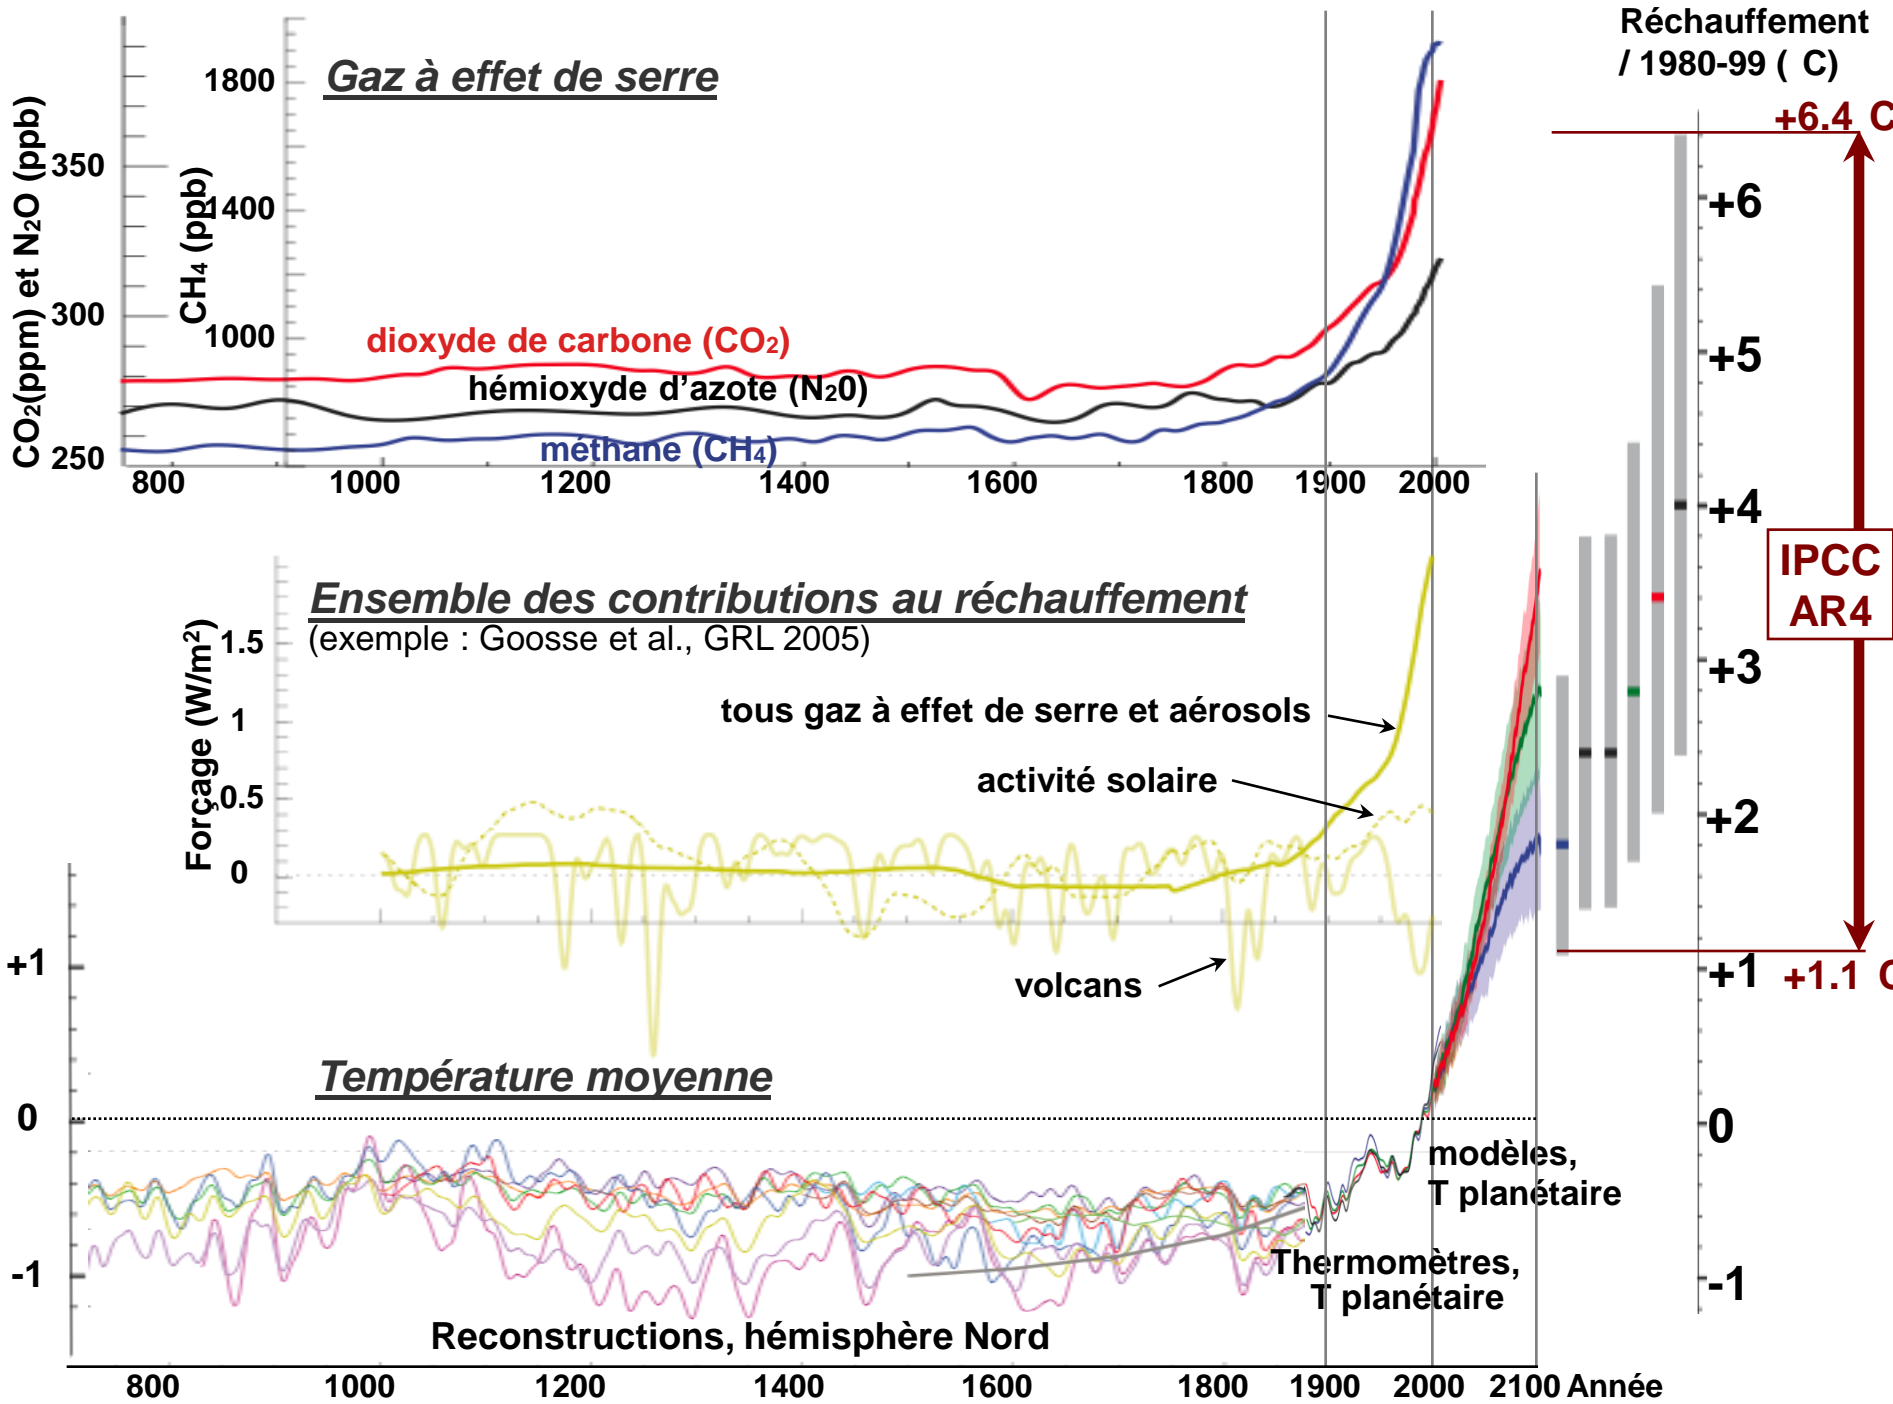 Réchauffement
/ 1980-99 ( C)
Gaz à effet de serre
CO₂(ppm) et N₂O (ppb)
350
300
250
CH₄ (ppb)
1800
1400
1000
dioxyde de carbone (CO₂)
hémioxyde d'azote (N₂0)
méthane (CH₄)
800 1000 1200 1400 1600 1800 1900 2000
+6.4 C
+6
+5
+4
+3
+2
+1
0
-1
IPCC
AR4
+1.1 C
Ensemble des contributions au réchauffement
(exemple : Goosse et al., GRL 2005)
Forçage (W/m²)
1.5
1
0.5
0
tous gaz à effet de serre et aérosols
activité solaire
volcans
Température moyenne
+1
0
-1
modèles,
T planétaire
Thermomètres,
T planétaire
Reconstructions, hémisphère Nord
800 1000 1200 1400 1600 1800 1900 2000 2100 Année